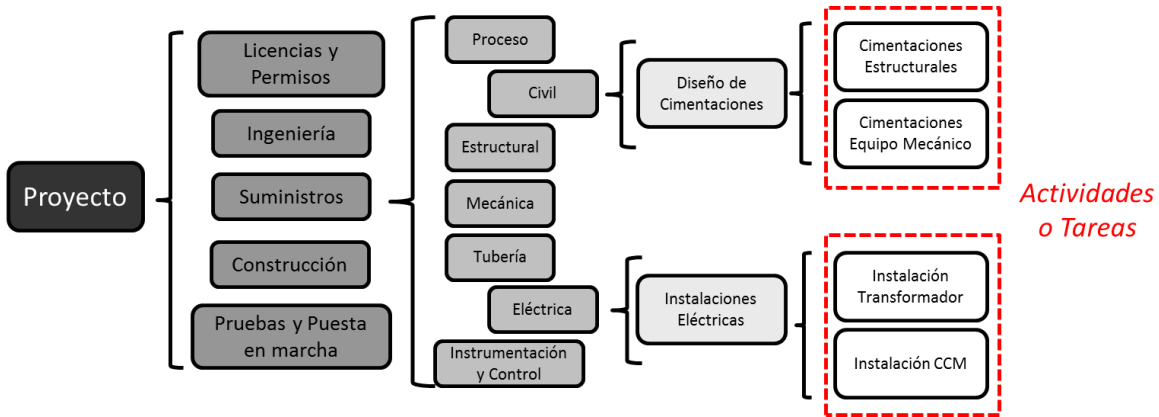 Proyecto
Licencias y
Permisos
Ingeniería
Suministros
Construcción
Pruebas y Puesta
en marcha
Proceso
Civil
Estructural
Mecánica
Tubería
Eléctrica
Instrumentación
y Control
Diseño de
Cimentaciones
Instalaciones
Eléctricas
Cimentaciones
Estructurales
Cimentaciones
Equipo Mecánico
Instalación
Transformador
Instalación CCM
Actividades
o Tareas